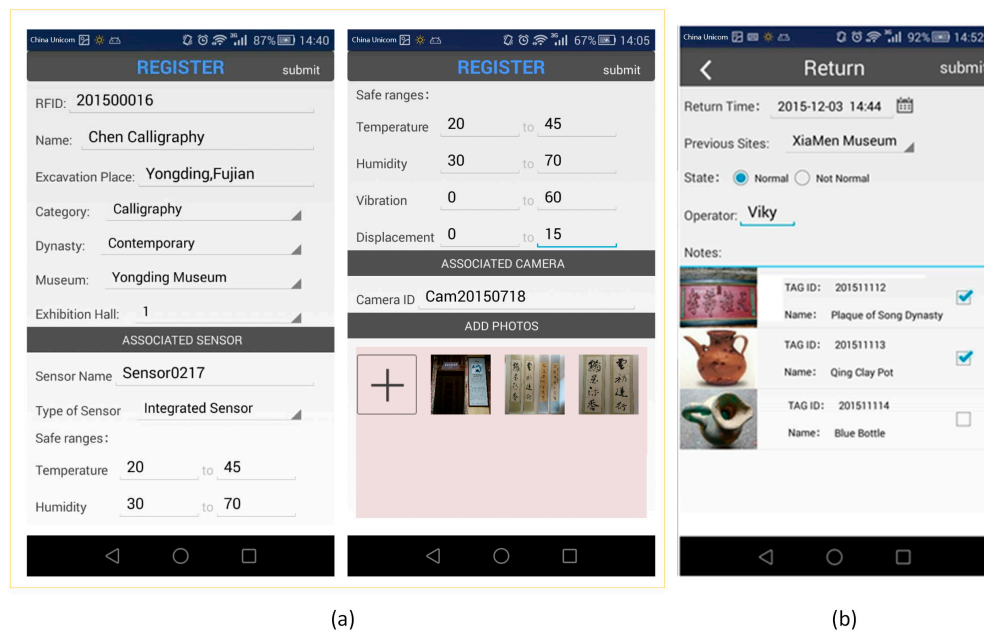 China Unicom 3G 87% 14:40
REGISTER submit
RFID: 201500016
Name: Chen Calligraphy
Excavation Place: Yongding,Fujian
Category: Calligraphy
Dynasty: Contemporary
Museum: Yongding Museum
Exhibition Hall: 1
ASSOCIATED SENSOR
Sensor Name Sensor0217
Type of Sensor Integrated Sensor
Safe ranges:
Temperature 20 to 45
Humidity 30 to 70
China Unicom 3G 67% 14:05
REGISTER submit
Safe ranges:
Temperature 20 to 45
Humidity 30 to 70
Vibration 0 to 60
Displacement 0 to 15
ASSOCIATED CAMERA
Camera ID Cam20150718
ADD PHOTOS
(a)
China Unicom 3G 92% 14:52
Return submit
Return Time: 2015-12-03 14:44
Previous Sites: XiaMen Museum
State: Normal Not Normal
Operator: Viky
Notes:
TAG ID: 201511112
Name: Plaque of Song Dynasty
TAG ID: 201511113
Name: Qing Clay Pot
TAG ID: 201511114
Name: Blue Bottle
(b)